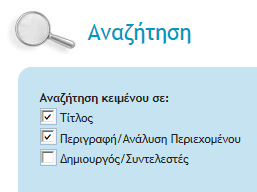 Αναζήτηση
Αναζήτηση κειμένου σε:
Τίτλος
Περιγραφή/Ανάλυση Περιεχομένου
Δημιουργός/Συντελεστές